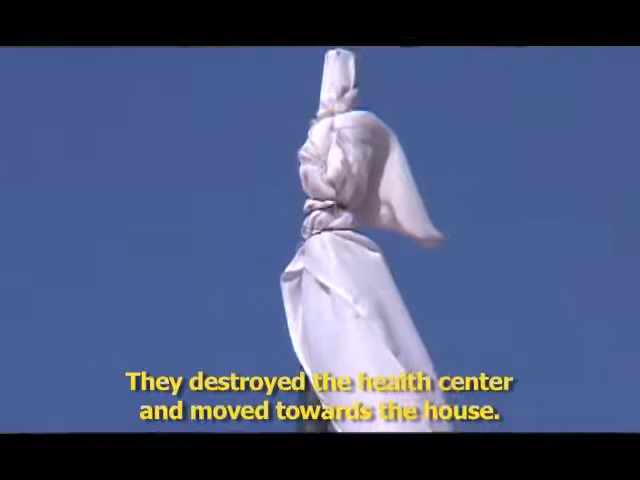 They destroyed the health center
and moved towards the house.